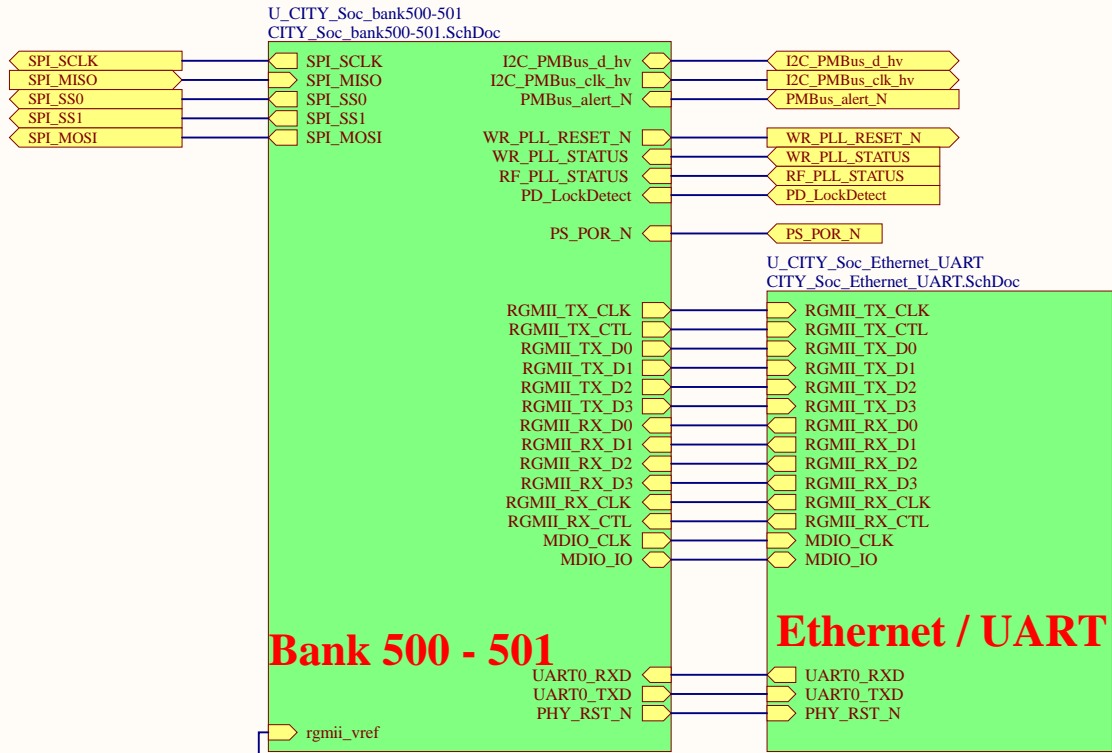 U_CITY_Soc_bank500-501
CITY_Soc_bank500-501.SchDoc
SPI_SCLK SPI_SCLK I2C_PMBus_d_hv I2C_PMBus_d_hv
SPI_MISO SPI_MISO I2C_PMBus_clk_hv I2C_PMBus_clk_hv
SPI_SS0 SPI_SS0 PMBus_alert_N PMBus_alert_N
SPI_SS1 SPI_SS1
SPI_MOSI SPI_MOSI WR_PLL_RESET_N WR_PLL_RESET_N
WR_PLL_STATUS WR_PLL_STATUS
RF_PLL_STATUS RF_PLL_STATUS
PD_LockDetect PD_LockDetect
PS_POR_N PS_POR_N
U_CITY_Soc_Ethernet_UART
CITY_Soc_Ethernet_UART.SchDoc
RGMII_TX_CLK RGMII_TX_CLK
RGMII_TX_CTL RGMII_TX_CTL
RGMII_TX_D0 RGMII_TX_D0
RGMII_TX_D1 RGMII_TX_D1
RGMII_TX_D2 RGMII_TX_D2
RGMII_TX_D3 RGMII_TX_D3
RGMII_RX_D0 RGMII_RX_D0
RGMII_RX_D1 RGMII_RX_D1
RGMII_RX_D2 RGMII_RX_D2
RGMII_RX_D3 RGMII_RX_D3
RGMII_RX_CLK RGMII_RX_CLK
RGMII_RX_CTL RGMII_RX_CTL
MDIO_CLK MDIO_CLK
MDIO_IO MDIO_IO
Bank 500 - 501 Ethernet / UART
UART0_RXD UART0_RXD
UART0_TXD UART0_TXD
PHY_RST_N PHY_RST_N
rgmii_vref